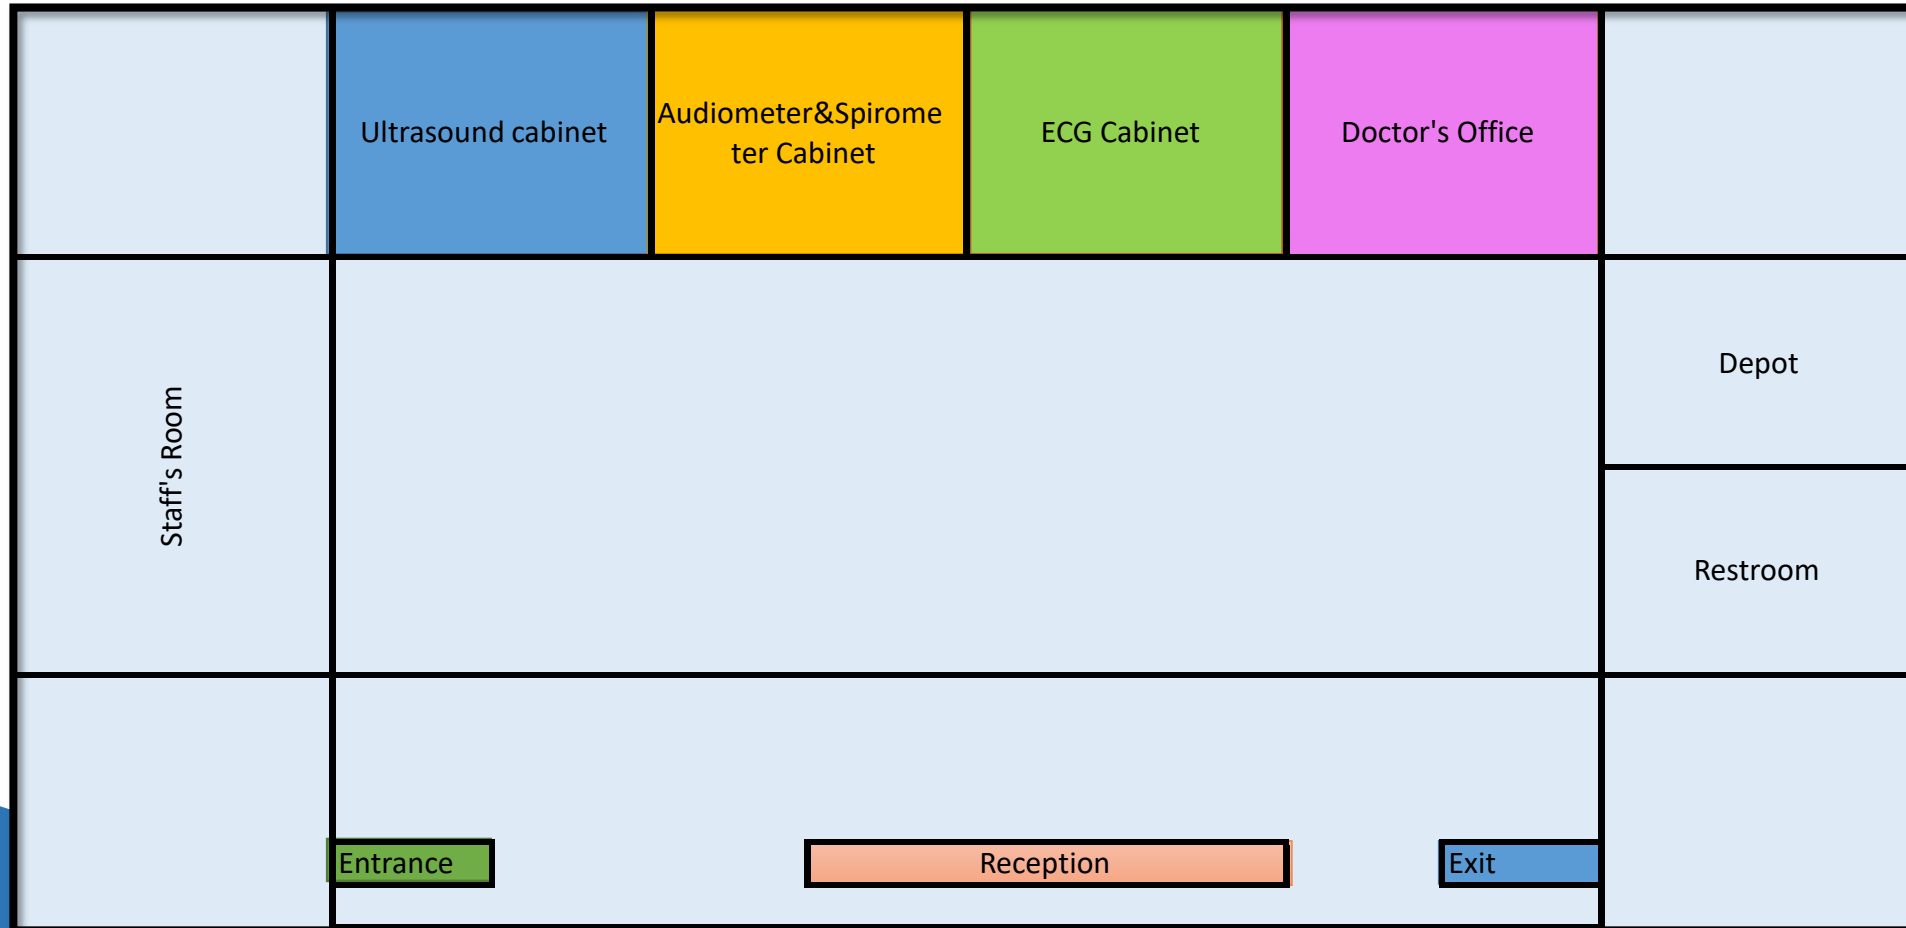 Ultrasound cabinet
Audiometer&Spirome
ter Cabinet
ECG Cabinet
Doctor's Office
Staff's Room
Depot
Restroom
Entrance
Reception
Exit